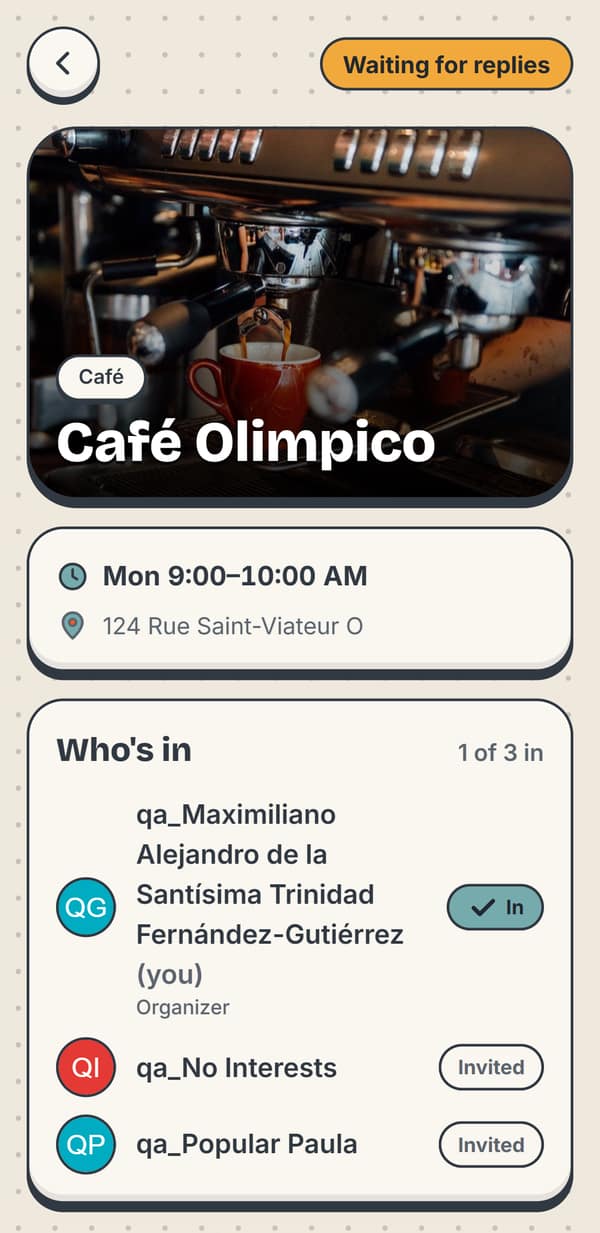 Waiting for replies
Café
Café Olimpico
Mon 9:00–10:00 AM
124 Rue Saint-Viateur O
Who's in
1 of 3 in
qa_Maximiliano
Alejandro de la
Santísima Trinidad
Fernández-Gutiérrez
(you)
Organizer
QG
In
QI
qa_No Interests
Invited
QP
qa_Popular Paula
Invited